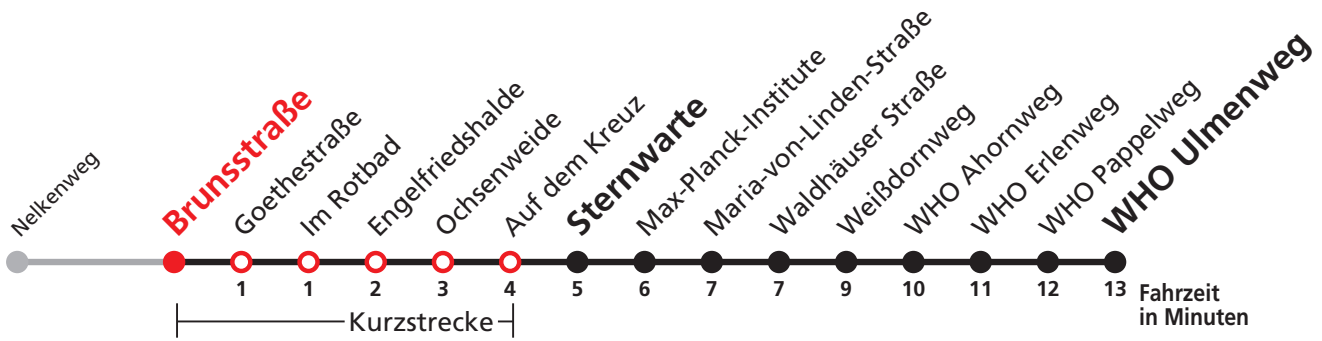 Nelkenweg
Brunsstraße
Goethestraße
Im Rotbad
Engelfriedshalde
Ochsenweide
Auf dem Kreuz
Sternwarte
Max-Planck-Institute
Maria-von-Linden-Straße
Waldhäuser Straße
Weißdornweg
WHO Ahornweg
WHO Erlenweg
WHO Pappelweg
WHO Ulmenweg
1 1 2 3 4 5 6 7 7 9 10 11 12 13 Fahrzeit
in Minuten
Kurzstrecke